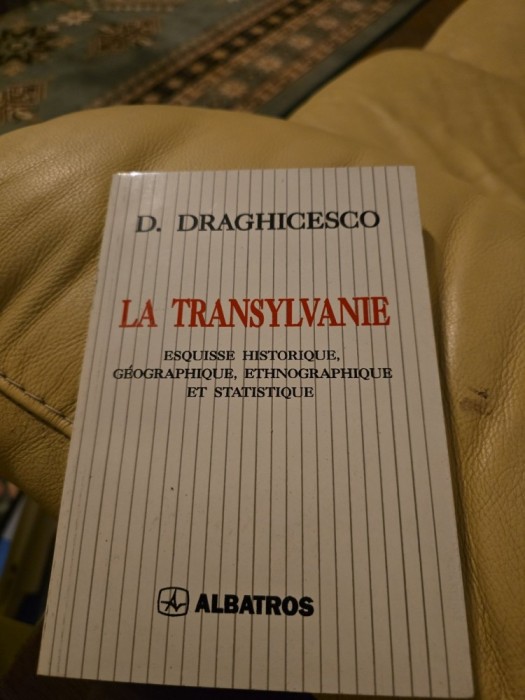 D. DRAGHICESCO
LA TRANSYLVANIE
ESQUISSE HISTORIQUE,
GÉOGRAPHIQUE, ETHNOGRAPHIQUE
ET STATISTIQUE
ALBATROS